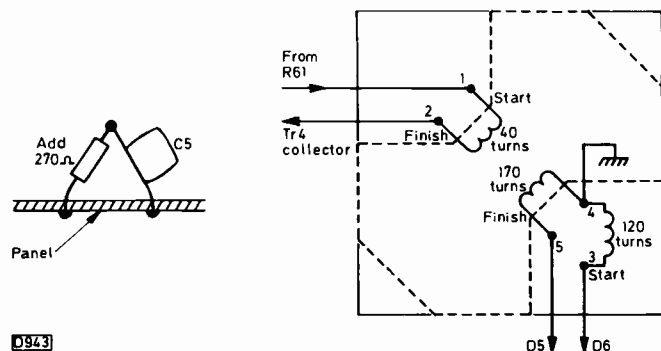 Add
270Ω
C5
Panel
D943
From
R61
1
Start
2
Tr4
collector
Finish
40
turns
170
turns
Finish
4
5
120
turns
3
Start
D5
D6